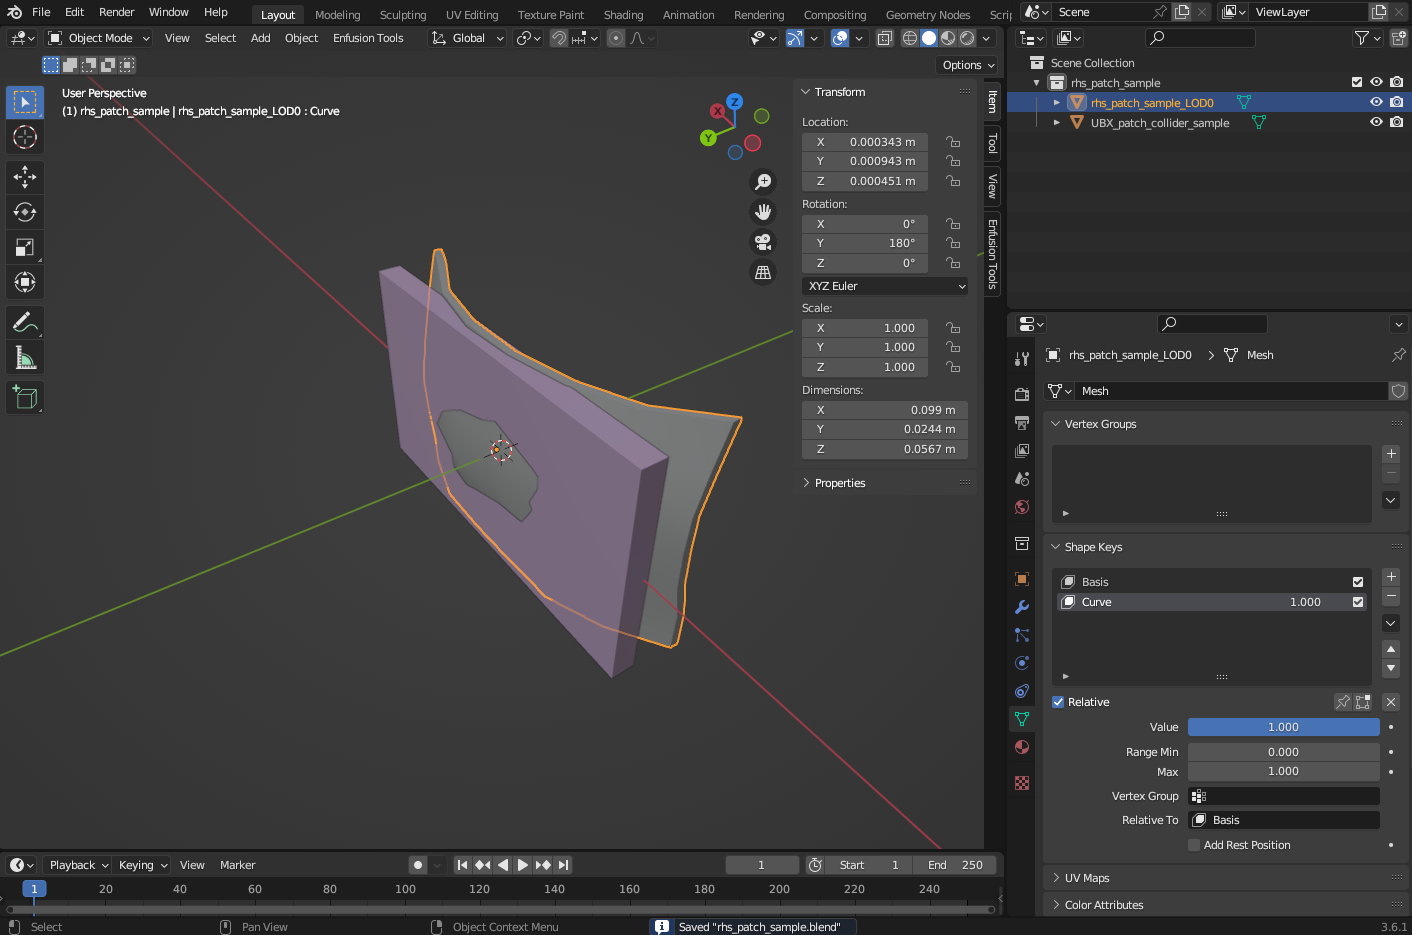 File Edit Render Window Help Layout Modeling Sculpting UV Editing Texture Paint Shading Animation Rendering Compositing Geometry Nodes Scrip Scene ViewLayer
Object Mode View Select Add Object Enfusion Tools Global
Options
User Perspective
(1) rhs_patch_sample | rhs_patch_sample_LOD0 : Curve
Z
X
Y
Transform
Location:
X 0.000343 m
Y 0.000943 m
Z 0.000451 m
Rotation:
X 0°
Y 180°
Z 0°
XYZ Euler
Scale:
X 1.000
Y 1.000
Z 1.000
Dimensions:
X 0.099 m
Y 0.0244 m
Z 0.0567 m
Properties
Item
Tool
View
Enfusion Tools
Scene Collection
rhs_patch_sample
rhs_patch_sample_LOD0
UBX_patch_collider_sample
rhs_patch_sample_LOD0 Mesh
Mesh
Vertex Groups
Shape Keys
Basis
Curve 1.000
Relative
Value 1.000
Range Min 0.000
Max 1.000
Vertex Group
Relative To Basis
Add Rest Position
UV Maps
Color Attributes
Playback Keying View Marker 1 Start 1 End 250
1 20 40 60 80 100 120 140 160 180 200 220 240
Select Pan View Object Context Menu Saved "rhs_patch_sample.blend" 3.6.1